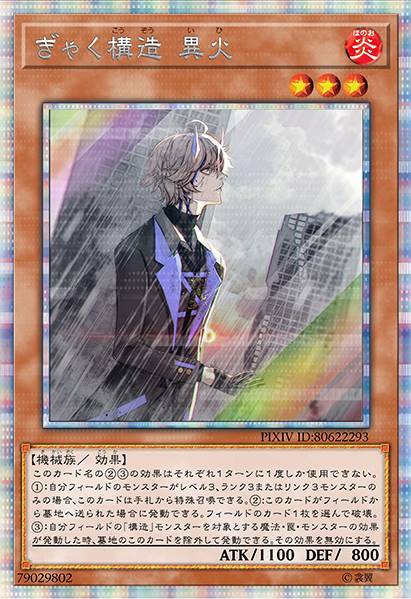 ぎゃく構造 異火
こう ぞう い ひ
ほのお
炎
PIXIV ID:80622293
【機械族/ 効果】
このカード名の②③の効果はそれぞれ1ターンに1度しか使用できない。
①:自分フィールドのモンスターがレベル3、ランク3またはリンク3モンスターの
みの場合、このカードは手札から特殊召喚できる。②:このカードがフィールドか
ら墓地へ送られた場合に発動できる。フィールドのカード1枚を選んで破壊。
③:自分フィールドの「構造」モンスターを対象とする魔法・罠・モンスターの効果
が発動した時、墓地のこのカードを除外して発動できる。その効果を無効にする。
ATK/1100 DEF/ 800
79029802